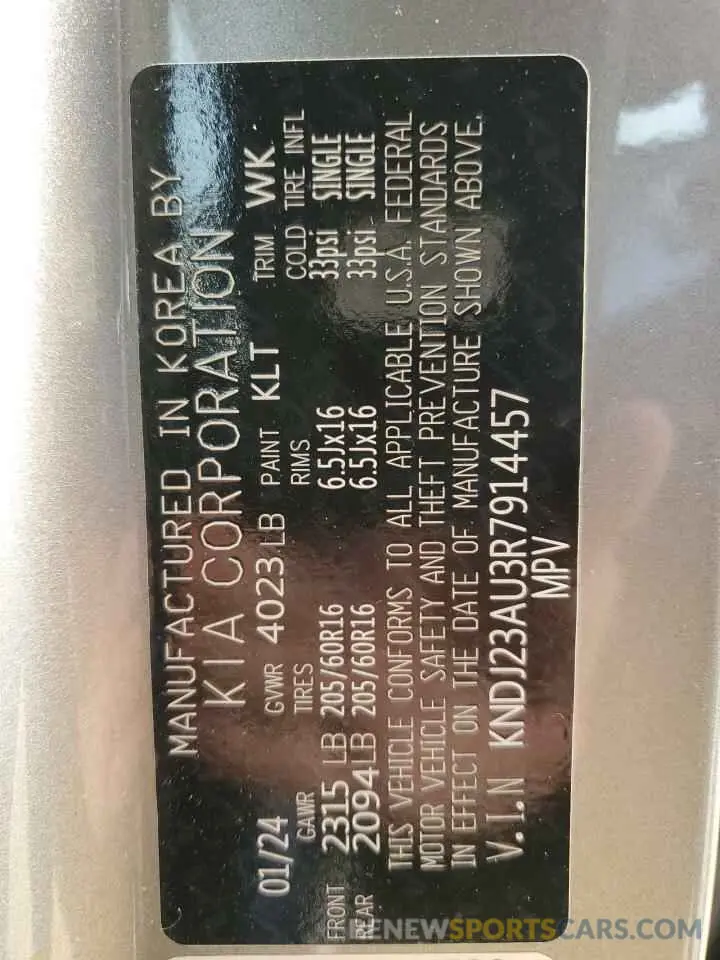 MANUFACTURED IN KOREA BY
KIA CORPORATION
01/24 GVWR 4023 LB PAINT KLT TRIM WK
GAWR TIRES RIMS COLD TIRE INFL
FRONT 2315 LB 205/60R16 6.5Jx16 33psi SINGLE
REAR 2094LB 205/60R16 6.5Jx16 33psi SINGLE
THIS VEHICLE CONFORMS TO ALL APPLICABLE U.S.A. FEDERAL
MOTOR VEHICLE SAFETY AND THEFT PREVENTION STANDARDS
IN EFFECT ON THE DATE OF MANUFACTURE SHOWN ABOVE.
V.I.N KNDJ23AU3R7914457
MPV
RENEWSPORTSCARS.COM